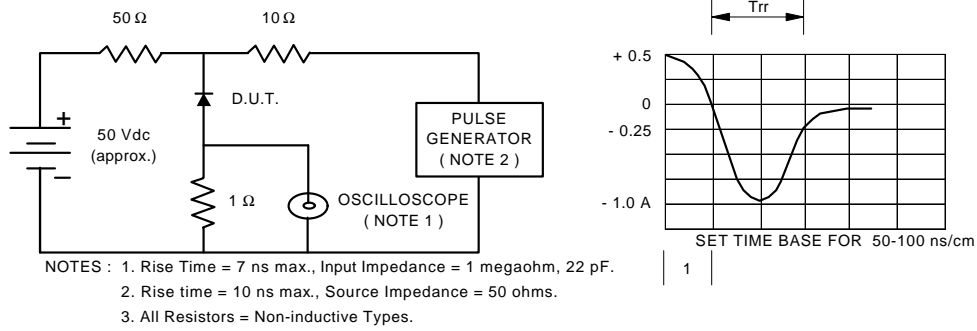 50 Ω
10 Ω
Trr
+ 0.5
D.U.T.
+
50 Vdc
(approx.)
−
PULSE
GENERATOR
( NOTE 2 )
0
- 0.25
1 Ω
OSCILLOSCOPE
( NOTE 1 )
- 1.0 A
SET TIME BASE FOR 50-100 ns/cm
1
NOTES : 1. Rise Time = 7 ns max., Input Impedance = 1 megaohm, 22 pF.
2. Rise time = 10 ns max., Source Impedance = 50 ohms.
3. All Resistors = Non-inductive Types.